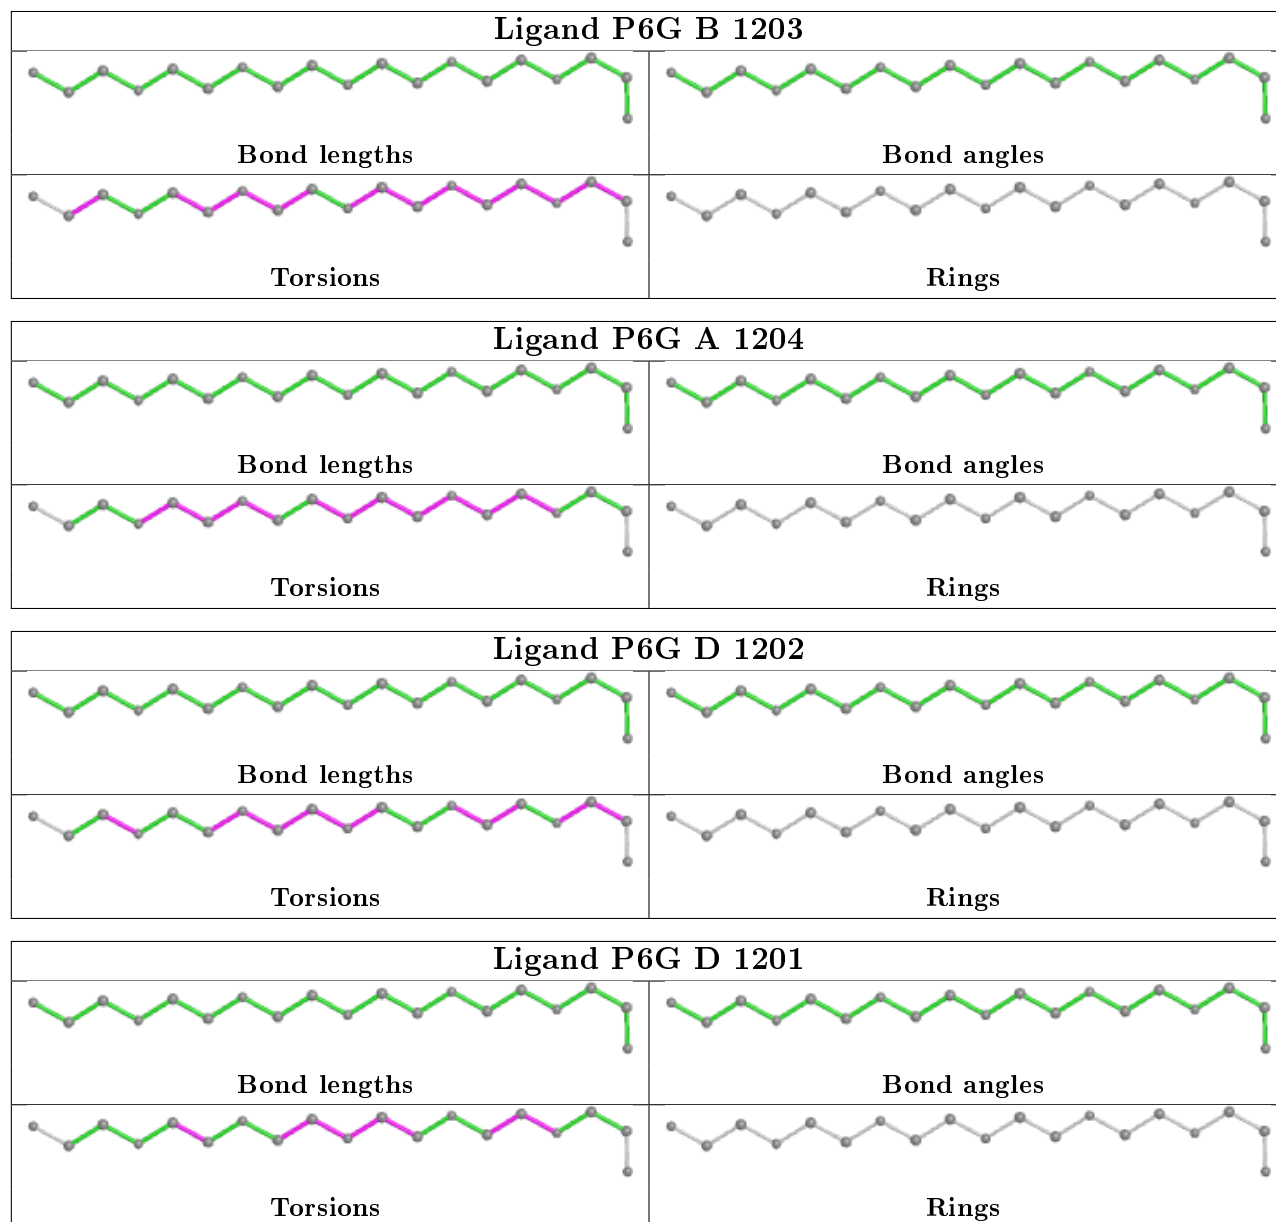 Ligand P6G B 1203
Bond lengths Bond angles
Torsions Rings
Ligand P6G A 1204
Bond lengths Bond angles
Torsions Rings
Ligand P6G D 1202
Bond lengths Bond angles
Torsions Rings
Ligand P6G D 1201
Bond lengths Bond angles
Torsions Rings